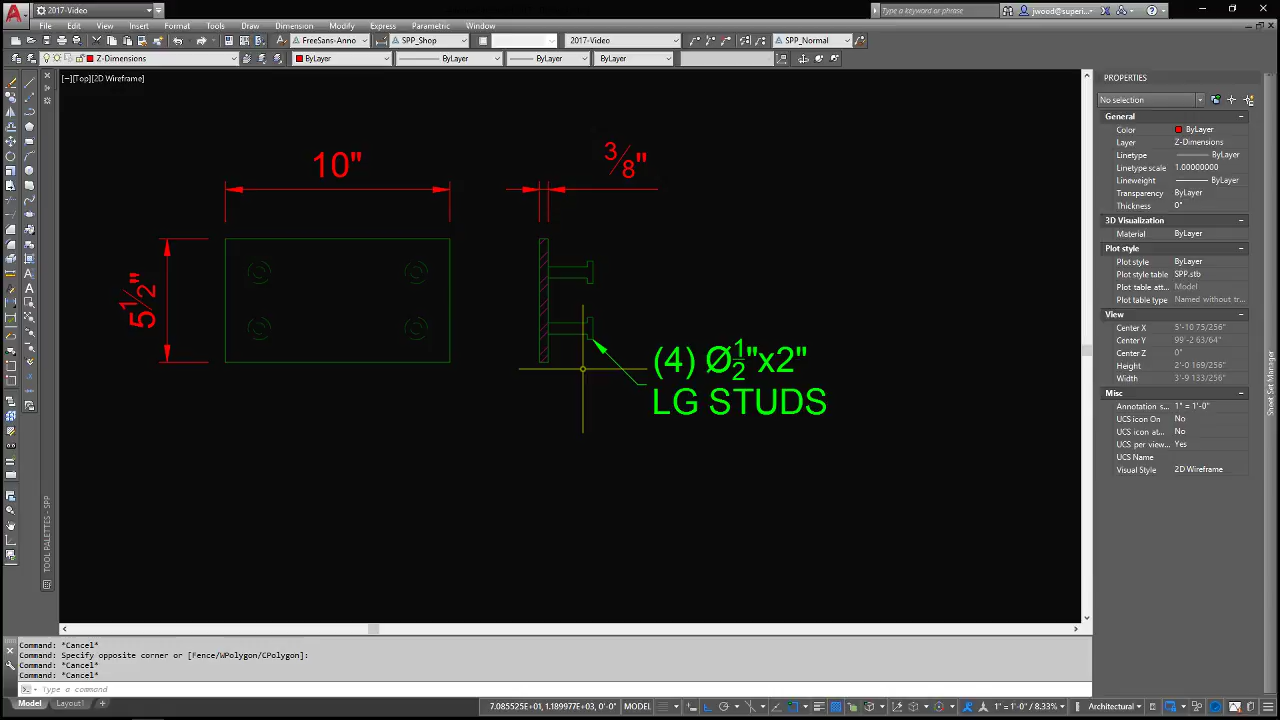 2017-Video
Type a keyword or phrase
jwood@superi...
File Edit View Insert Format Tools Draw Dimension Modify Express Parametric Window
FreeSans-Anno SPP_Shop 2017-Video SPP_Normal
Z-Dimensions ByLayer ByLayer ByLayer ByLayer
[−][Top][2D Wireframe]
10"
3/8"
5 1/2"
(4) Ø1/2"x2"
LG STUDS
TOOL PALETTES - SPP
PROPERTIES
No selection
General
Color ByLayer
Layer Z-Dimensions
Linetype ByLayer
Linetype scale 1.00000000
Lineweight ByLayer
Transparency ByLayer
Thickness 0"
3D Visualization
Material ByLayer
Plot style
Plot style ByLayer
Plot style table SPP.stb
Plot table att... Model
Plot table type Named without tr...
View
Center X 5'-10 75/256"
Center Y 99'-2 63/64"
Center Z 0"
Height 2'-0 169/256"
Width 3'-9 133/256"
Misc
Annotation s... 1" = 1'-0"
UCS icon On No
UCS icon at... No
UCS per view... Yes
UCS Name
Visual Style 2D Wireframe
Sheet Set Manager
Command: *Cancel*
Command: Specify opposite corner or [Fence/WPolygon/CPolygon]:
Command: *Cancel*
Command: *Cancel*
Type a command
Model Layout1 +
7.085525E+01, 1.189977E+03, 0'-0" MODEL
1" = 1'-0" / 8.33% Architectural